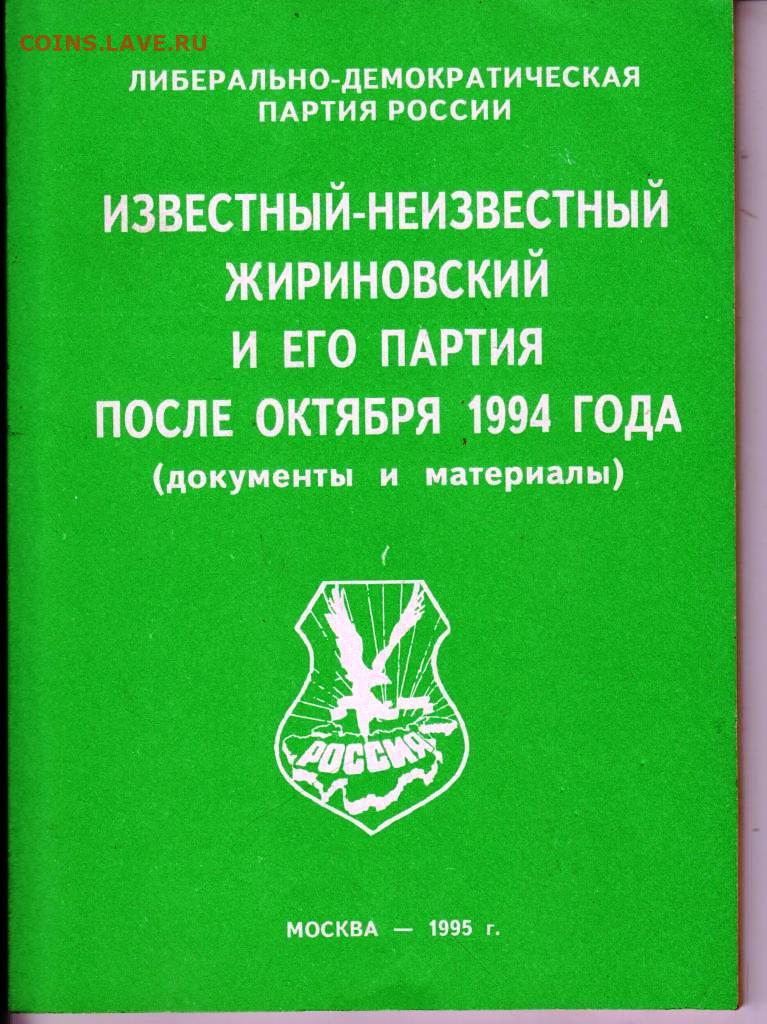 COINS.LAVE.RU
ЛИБЕРАЛЬНО-ДЕМОКРАТИЧЕСКАЯ
ПАРТИЯ РОССИИ
ИЗВЕСТНЫЙ-НЕИЗВЕСТНЫЙ
ЖИРИНОВСКИЙ
И ЕГО ПАРТИЯ
ПОСЛЕ ОКТЯБРЯ 1994 ГОДА
(документы и материалы)
РОССИЯ
МОСКВА — 1995 г.